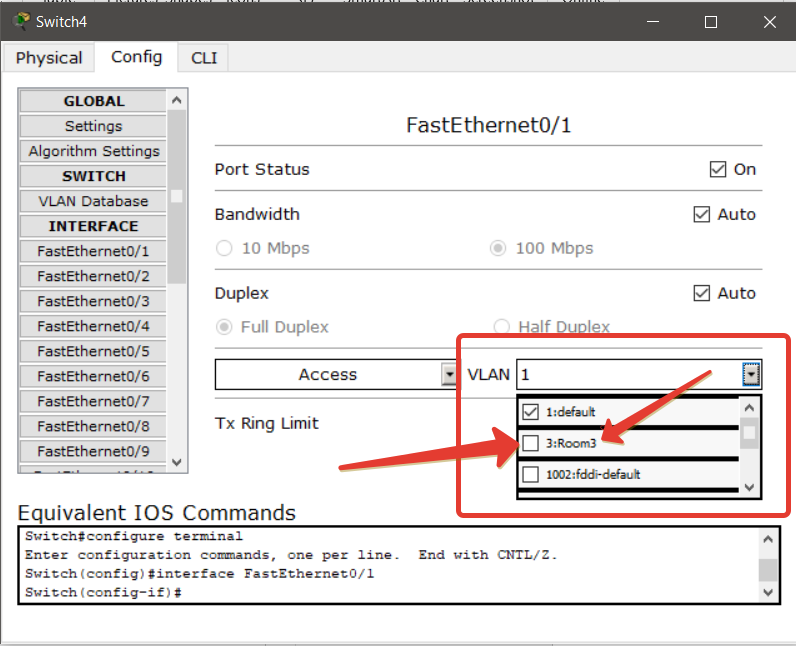 Switch4
Physical Config CLI
GLOBAL
Settings
Algorithm Settings
SWITCH
VLAN Database
INTERFACE
FastEthernet0/1
FastEthernet0/2
FastEthernet0/3
FastEthernet0/4
FastEthernet0/5
FastEthernet0/6
FastEthernet0/7
FastEthernet0/8
FastEthernet0/9
FastEthernet0/1
Port Status On
Bandwidth Auto
10 Mbps 100 Mbps
Duplex Auto
Full Duplex Half Duplex
Access VLAN 1
1:default
3:Room3
1002:fddi-default
Tx Ring Limit
Equivalent IOS Commands
Switch#configure terminal
Enter configuration commands, one per line.  End with CNTL/Z.
Switch(config)#interface FastEthernet0/1
Switch(config-if)#